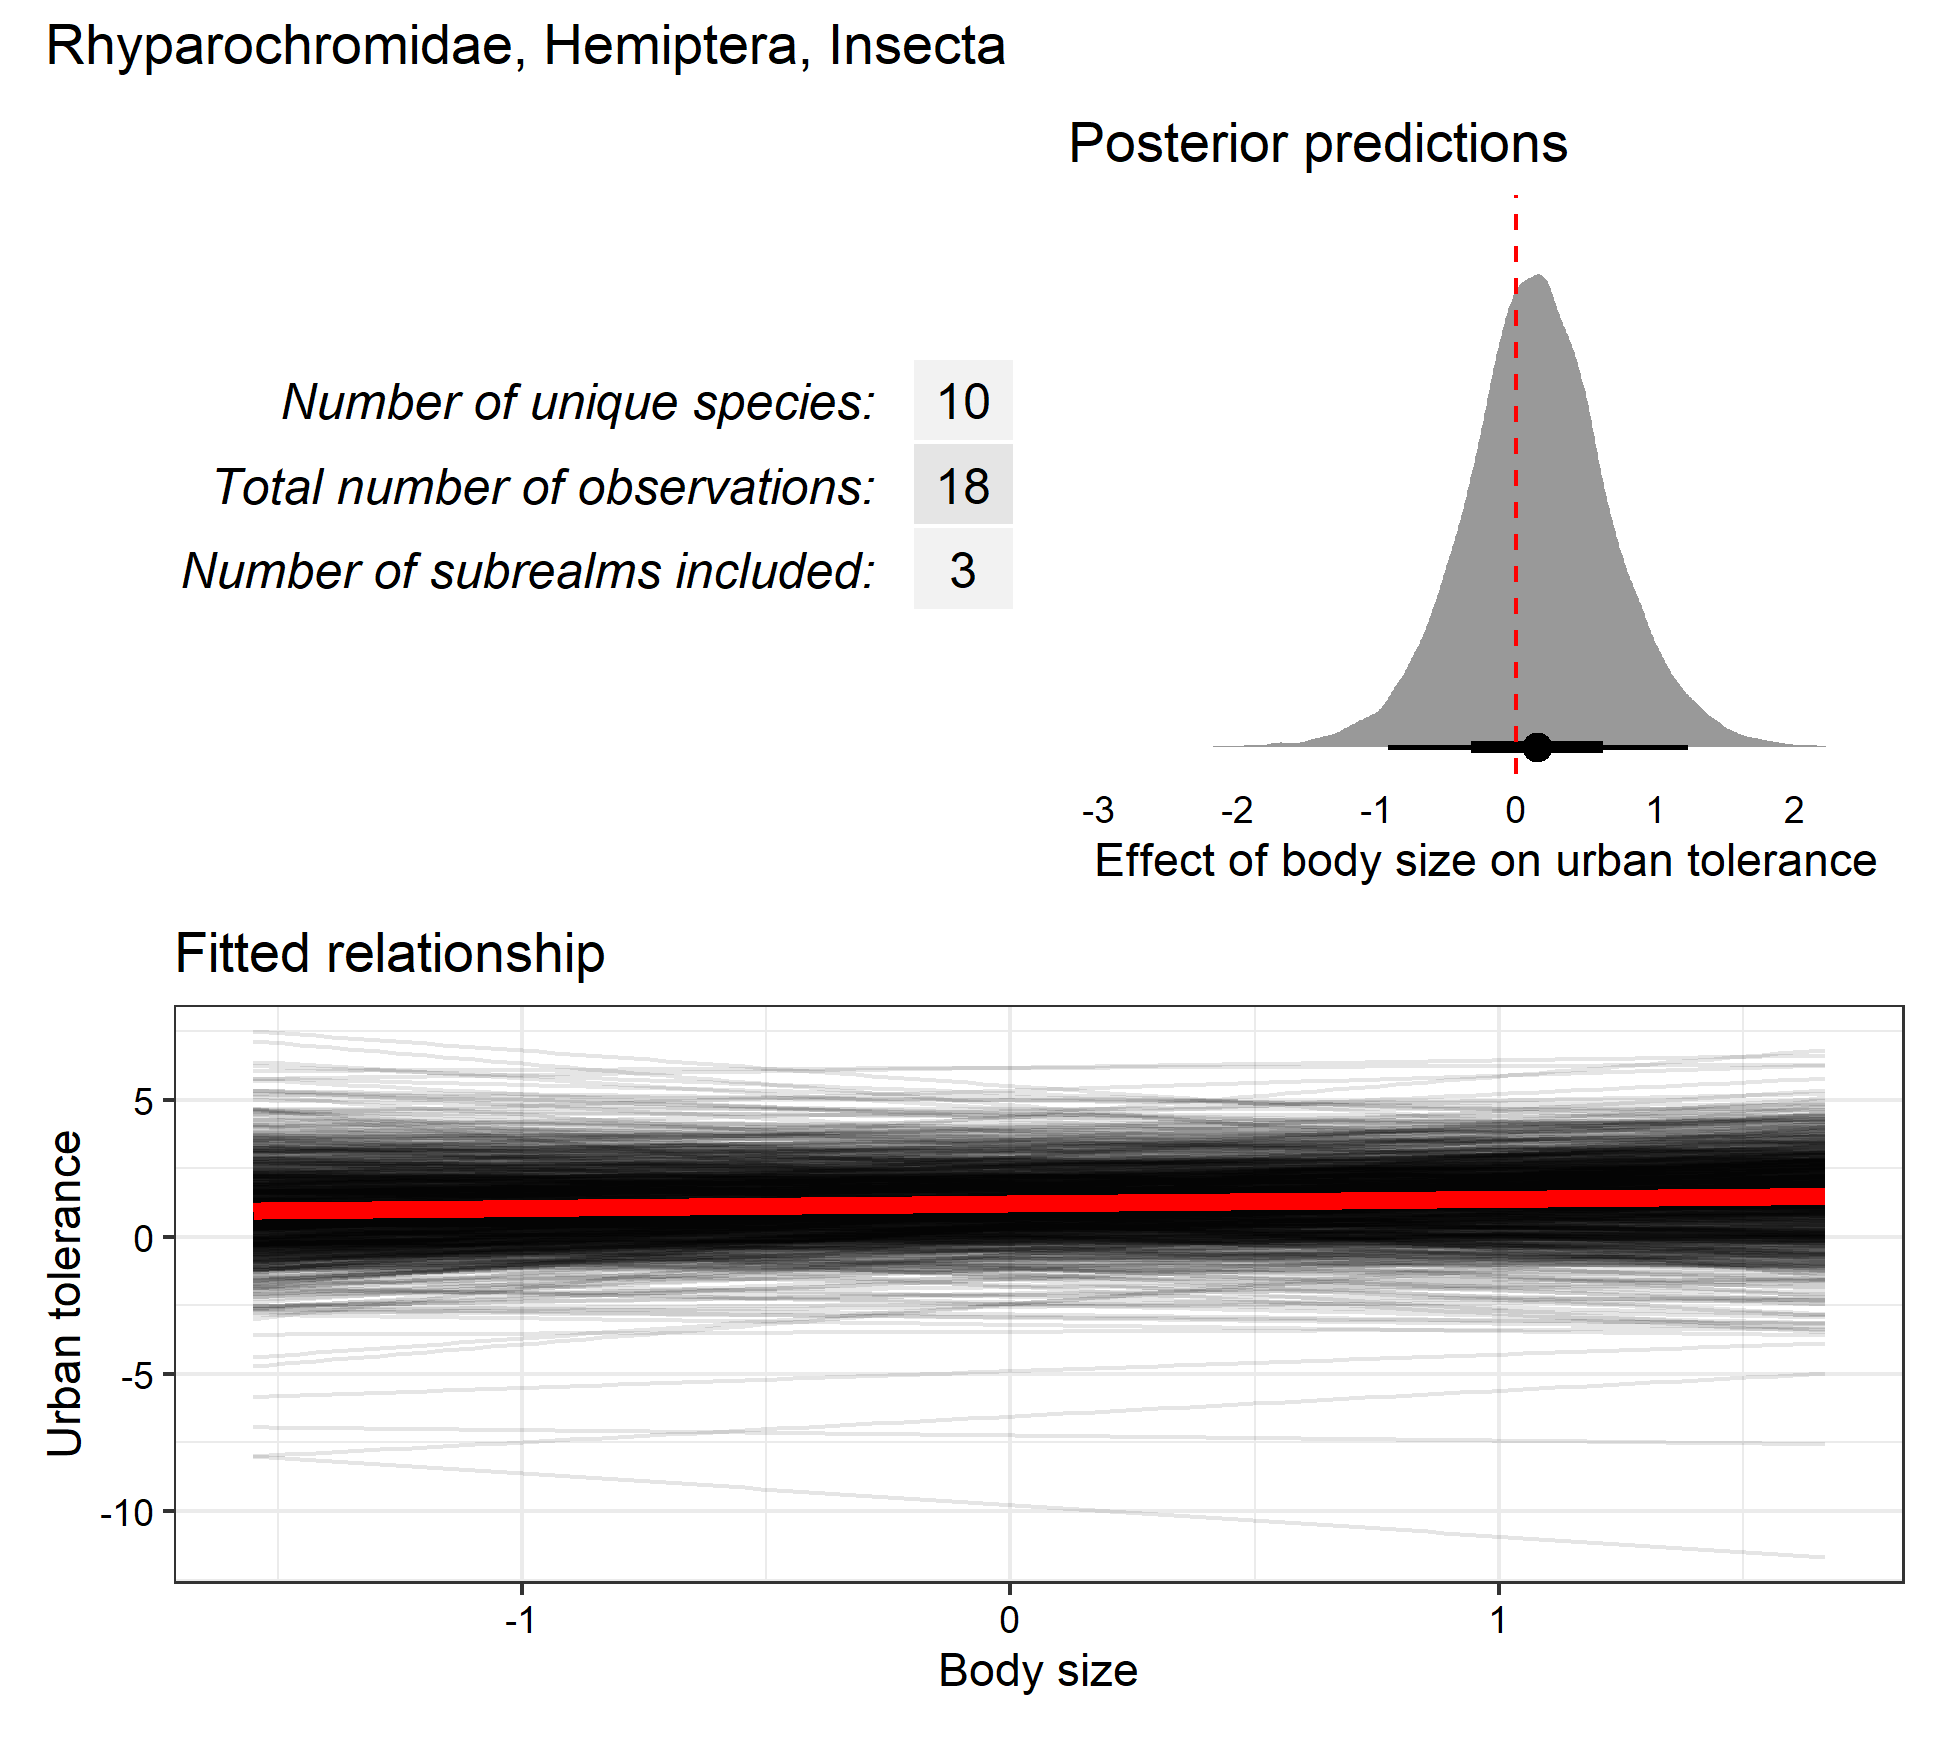 Rhyparochromidae, Hemiptera, Insecta
Posterior predictions
Number of unique species: 10
Total number of observations: 18
Number of subrealms included: 3
-3 -2 -1 0 1 2
Effect of body size on urban tolerance
Fitted relationship
5
0
-5
-10
Urban tolerance
-1 0 1
Body size